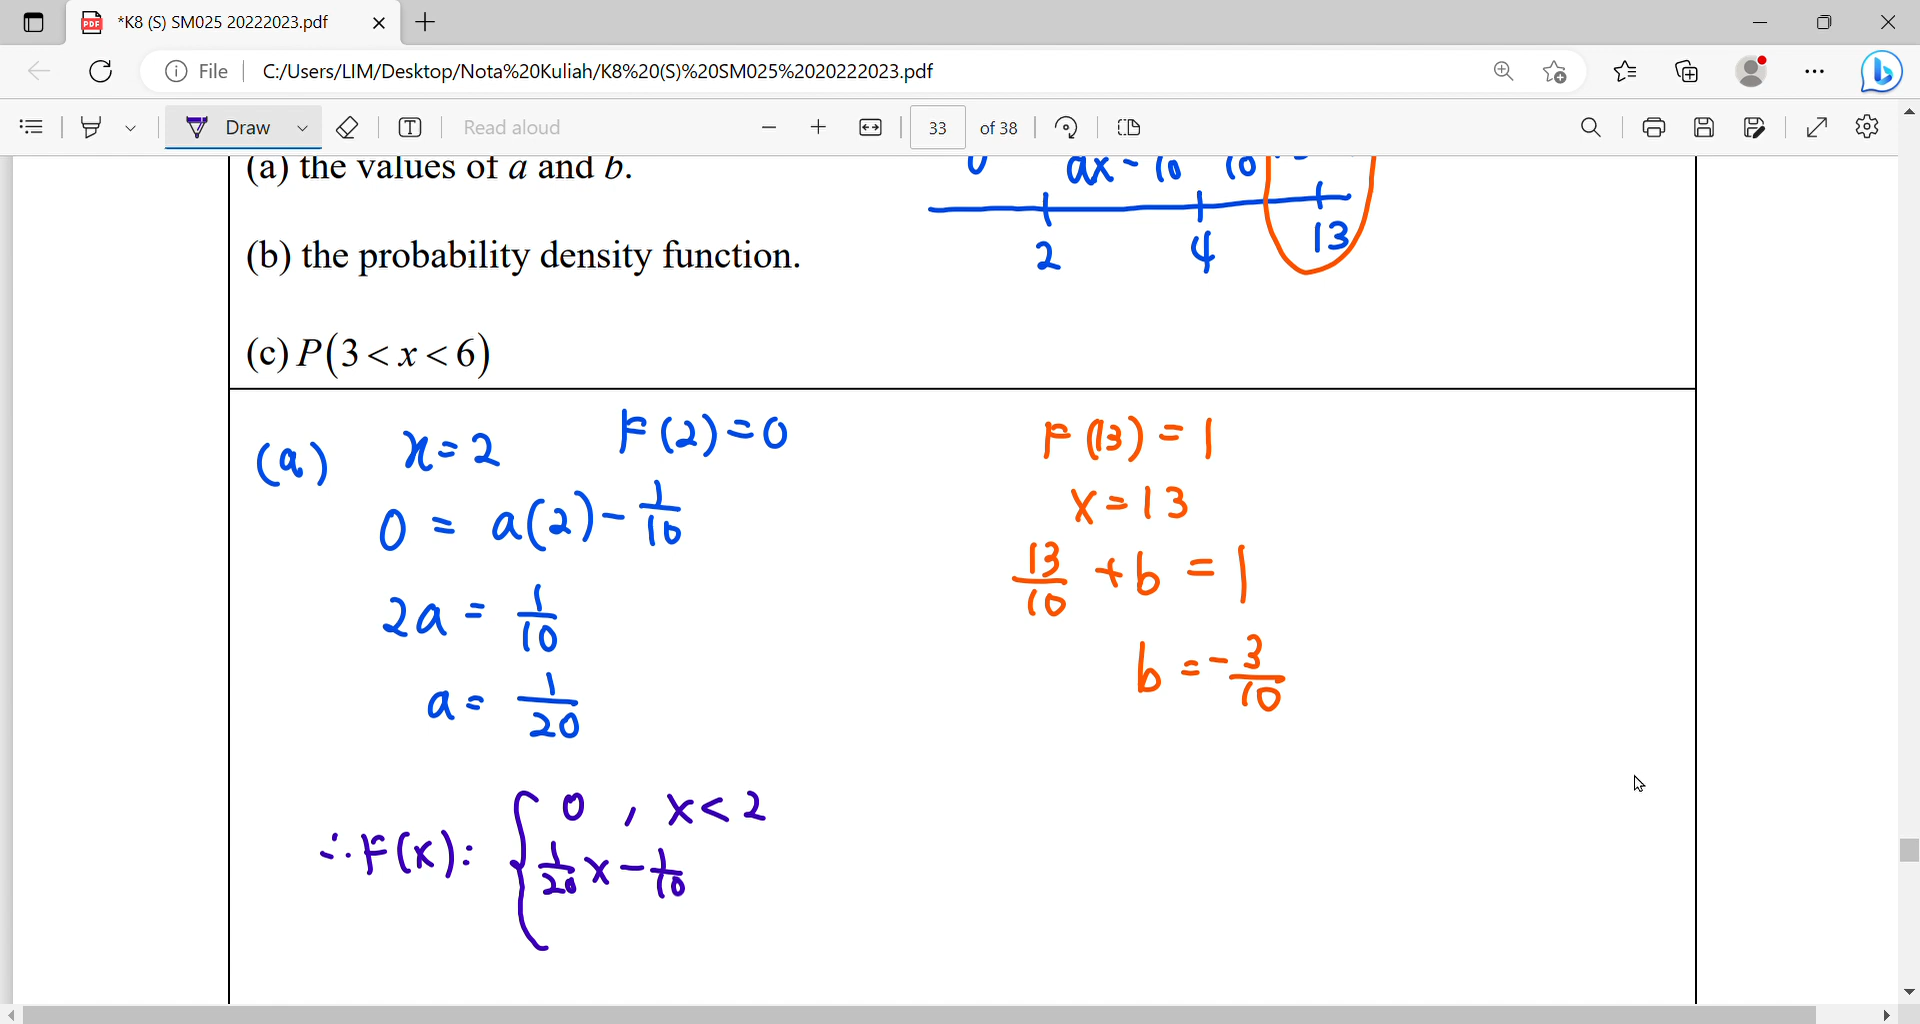 *K8 (S) SM025 20222023.pdf
File
C:/Users/LIM/Desktop/Nota%20Kuliah/K8%20(S)%20SM025%2020222023.pdf
Draw
Read aloud
33 of 38
(a) the values of a and b.
ax - 10
2 4 13
(b) the probability density function.
(c) P(3 < x < 6)
(a) x = 2 F(2) = 0
0 = a(2) - 1/10
2a = 1/10
a = 1/20
F(13) = 1
x = 13
13/10 + b = 1
b = - 3/10
∴ F(x): { 0 , x < 2
1/20 x - 1/10